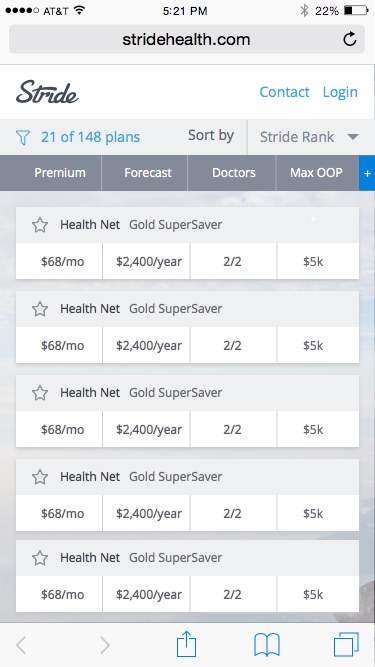 AT&T 5:21 PM 22%
stridehealth.com
Stride Contact Login
21 of 148 plans Sort by Stride Rank
Premium Forecast Doctors Max OOP +
Health Net Gold SuperSaver
$68/mo $2,400/year 2/2 $5k
Health Net Gold SuperSaver
$68/mo $2,400/year 2/2 $5k
Health Net Gold SuperSaver
$68/mo $2,400/year 2/2 $5k
Health Net Gold SuperSaver
$68/mo $2,400/year 2/2 $5k
Health Net Gold SuperSaver
$68/mo $2,400/year 2/2 $5k